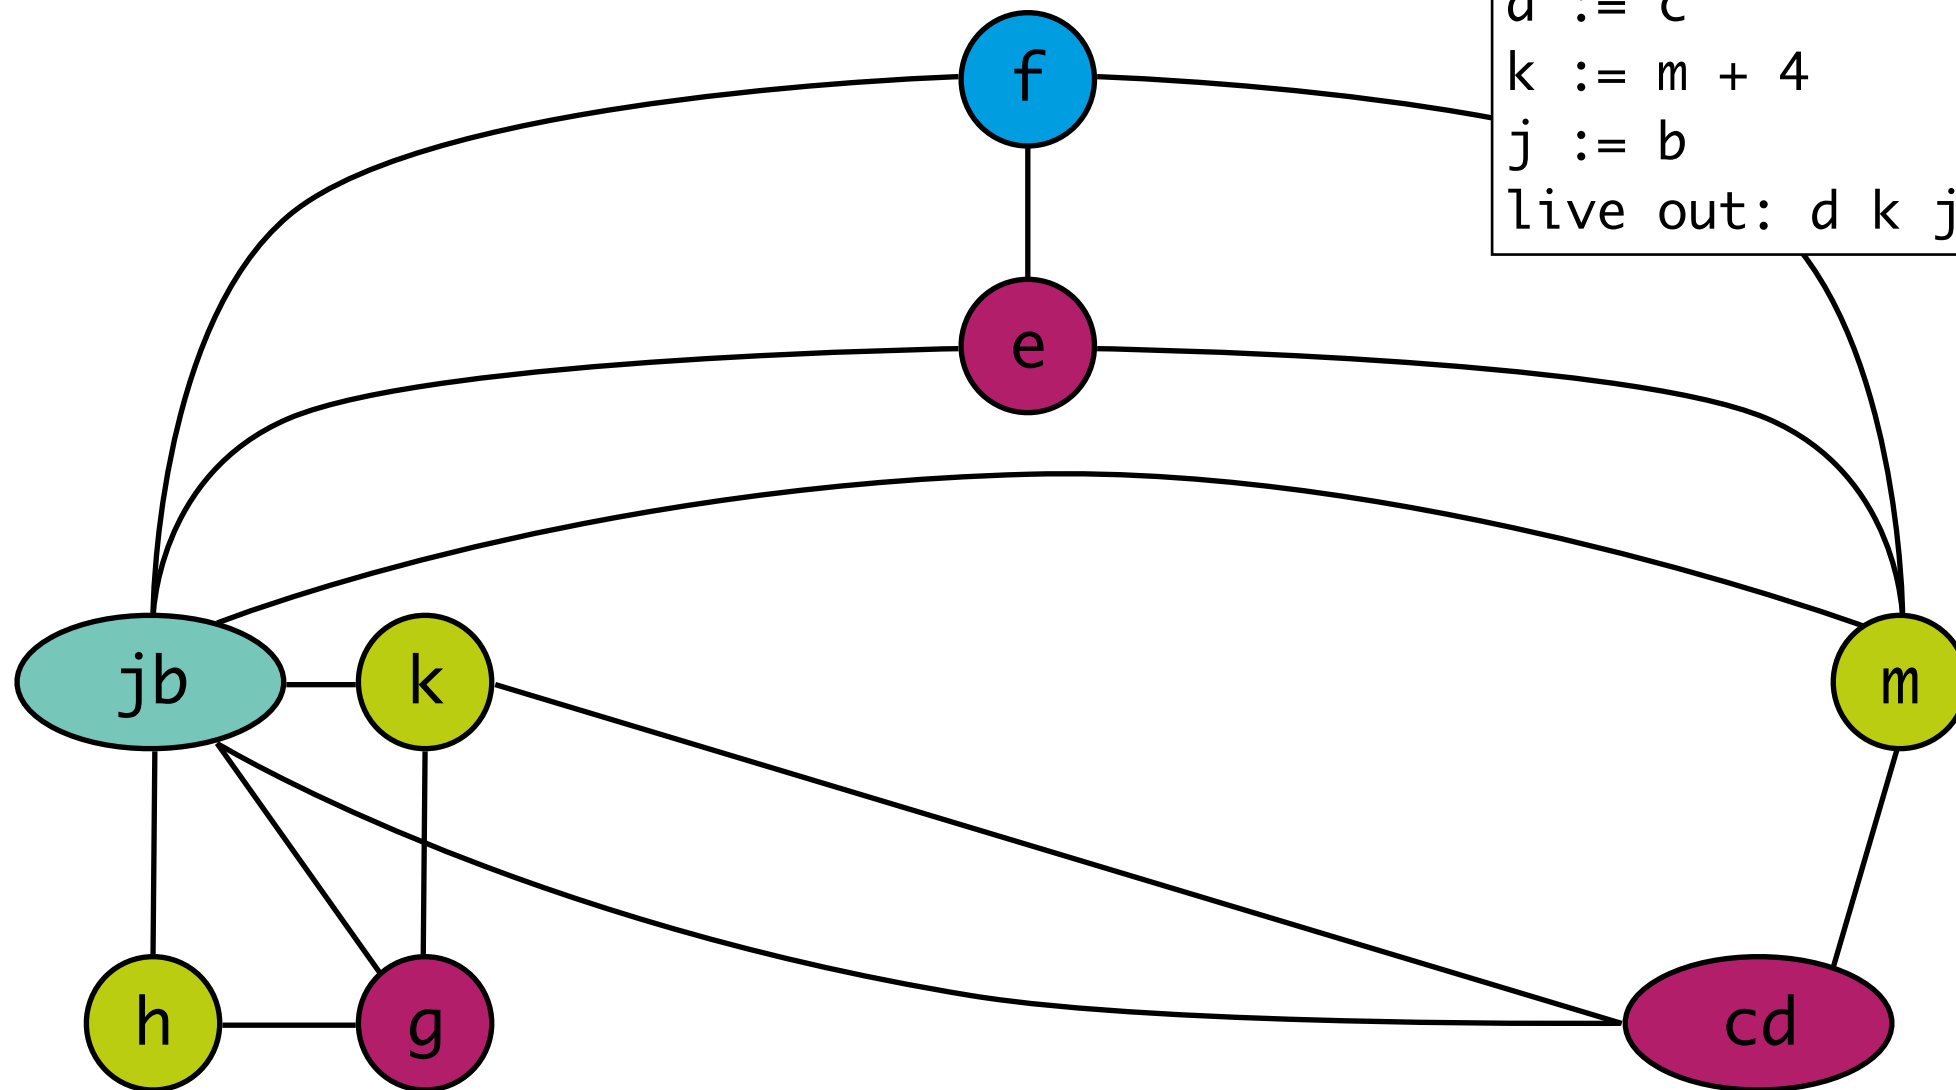 f
d := c
k := m + 4
j := b
live out: d k j
e
jb
k
m
h
g
cd